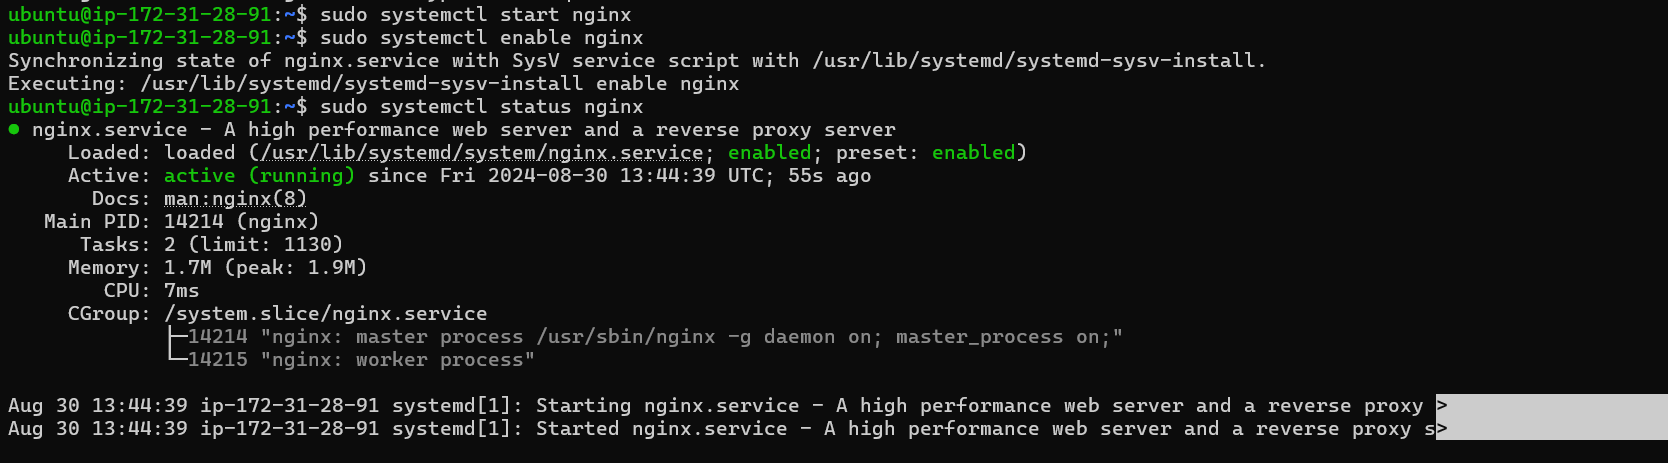 ubuntu@ip-172-31-28-91:~$ sudo systemctl start nginx
ubuntu@ip-172-31-28-91:~$ sudo systemctl enable nginx
Synchronizing state of nginx.service with SysV service script with /usr/lib/systemd/systemd-sysv-install.
Executing: /usr/lib/systemd/systemd-sysv-install enable nginx
ubuntu@ip-172-31-28-91:~$ sudo systemctl status nginx
● nginx.service - A high performance web server and a reverse proxy server
     Loaded: loaded (/usr/lib/systemd/system/nginx.service; enabled; preset: enabled)
     Active: active (running) since Fri 2024-08-30 13:44:39 UTC; 55s ago
       Docs: man:nginx(8)
   Main PID: 14214 (nginx)
      Tasks: 2 (limit: 1130)
     Memory: 1.7M (peak: 1.9M)
        CPU: 7ms
     CGroup: /system.slice/nginx.service
             ├─14214 "nginx: master process /usr/sbin/nginx -g daemon on; master_process on;"
             └─14215 "nginx: worker process"
Aug 30 13:44:39 ip-172-31-28-91 systemd[1]: Starting nginx.service - A high performance web server and a reverse proxy >
Aug 30 13:44:39 ip-172-31-28-91 systemd[1]: Started nginx.service - A high performance web server and a reverse proxy s>